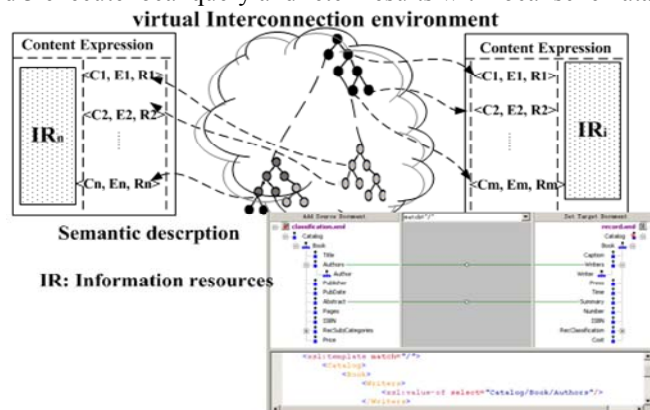 virtual Interconnection environment
Content Expression
<C1, E1, R1>
<C2, E2, R2>
IRn
<Cn, En, Rn>
Content Expression
<C1, E1, R1>
<C2, E2, R2>
IRi
<Cm, Em, Rm>
Semantic descrption
IR: Information resources
Add Source Document
match="/"
Set Target Document
classification.xml
record.xml
Catalog
Catalog
Book
Book
Title
Caption
Authors
Writers
Author
Writer
Publisher
Press
PubDate
Time
Abstract
Summary
Pages
Number
ISBN
ISBN
RecSubCategories
RecClassification
Price
Cost
<xsl:template match="/">
<Catalog>
<Book>
<Writers>
<xsl:value-of select="Catalog/Book/Authors"/>
</Writers>